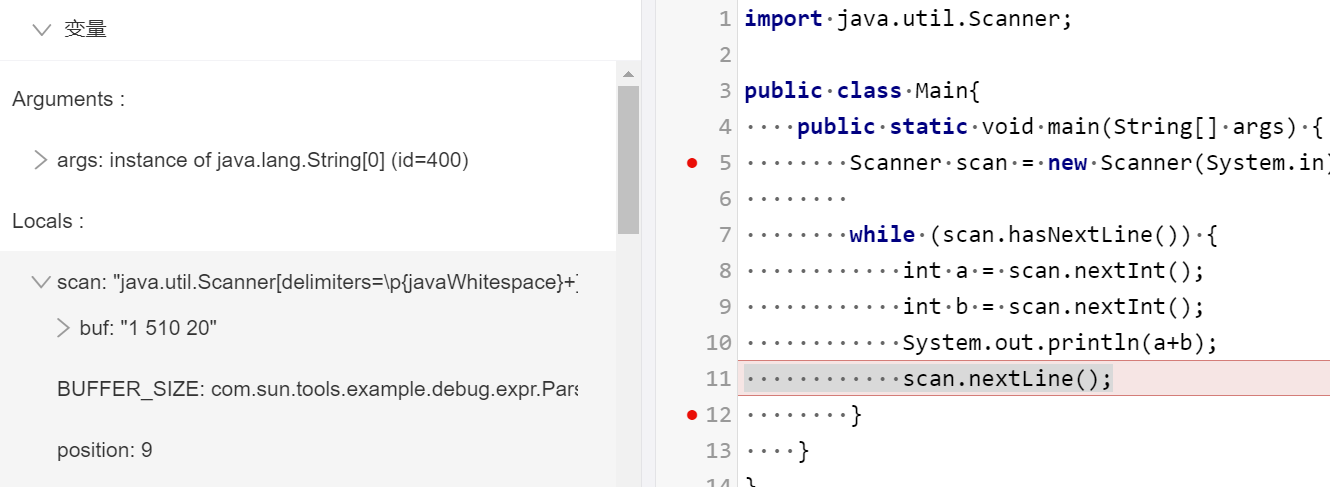 变量
Arguments :
args: instance of java.lang.String[0] (id=400)
Locals :
scan: "java.util.Scanner[delimiters=\p{javaWhitespace}+]
buf: "1 510 20"
BUFFER_SIZE: com.sun.tools.example.debug.expr.Pars
position: 9
1 import·java.util.Scanner;
2
3 public·class·Main{
4 ····public·static·void·main(String[]·args)·{
5 ········Scanner·scan·=·new·Scanner(System.in)
6 ········
7 ········while·(scan.hasNextLine())·{
8 ············int·a·=·scan.nextInt();
9 ············int·b·=·scan.nextInt();
10 ············System.out.println(a+b);
11 ············scan.nextLine();
12 ········}
13 ····}
14 }